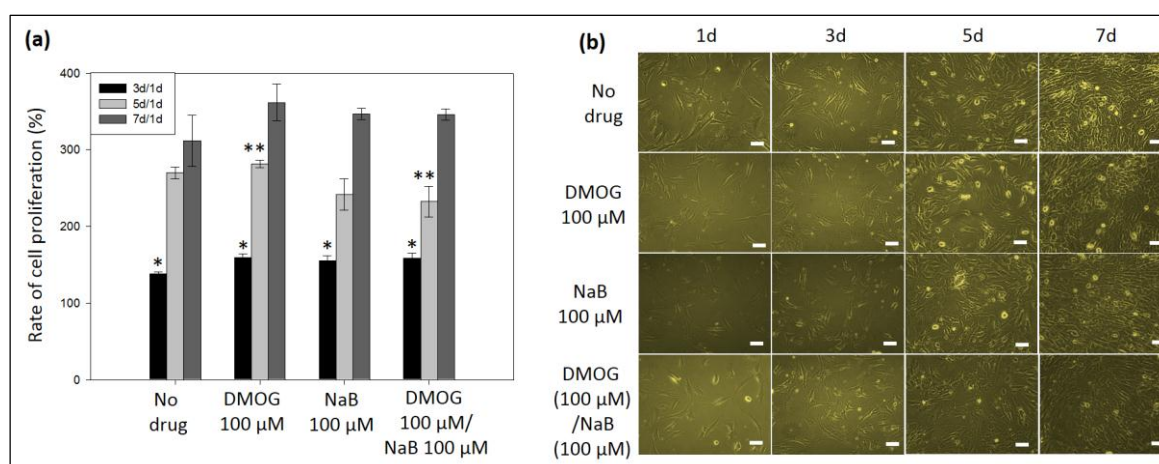 (a)
Rate of cell proliferation (%)
400
300
200
100
0
3d/1d
5d/1d
7d/1d
*
*
**
*
*
**
No
drug
DMOG
100 µM
NaB
100 µM
DMOG
100 µM/
NaB 100 µM
(b)
1d 3d 5d 7d
No
drug
DMOG
100 µM
NaB
100 µM
DMOG
(100 µM)
/NaB
(100 µM)